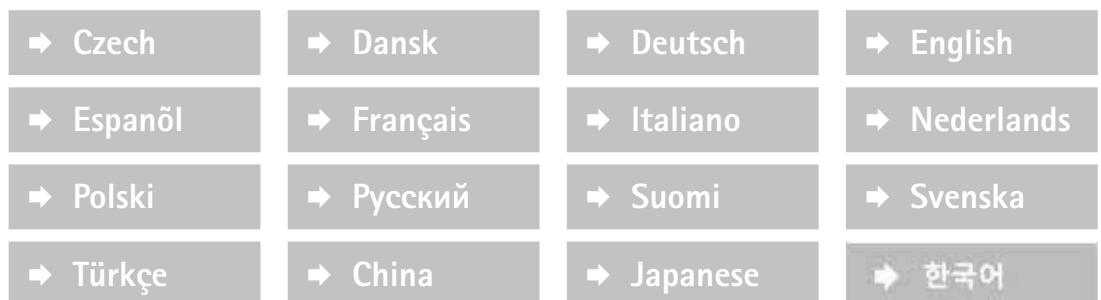 Czech
Dansk
Deutsch
English
Espanõl
Français
Italiano
Nederlands
Polski
Русский
Suomi
Svenska
Türkçe
China
Japanese
한국어